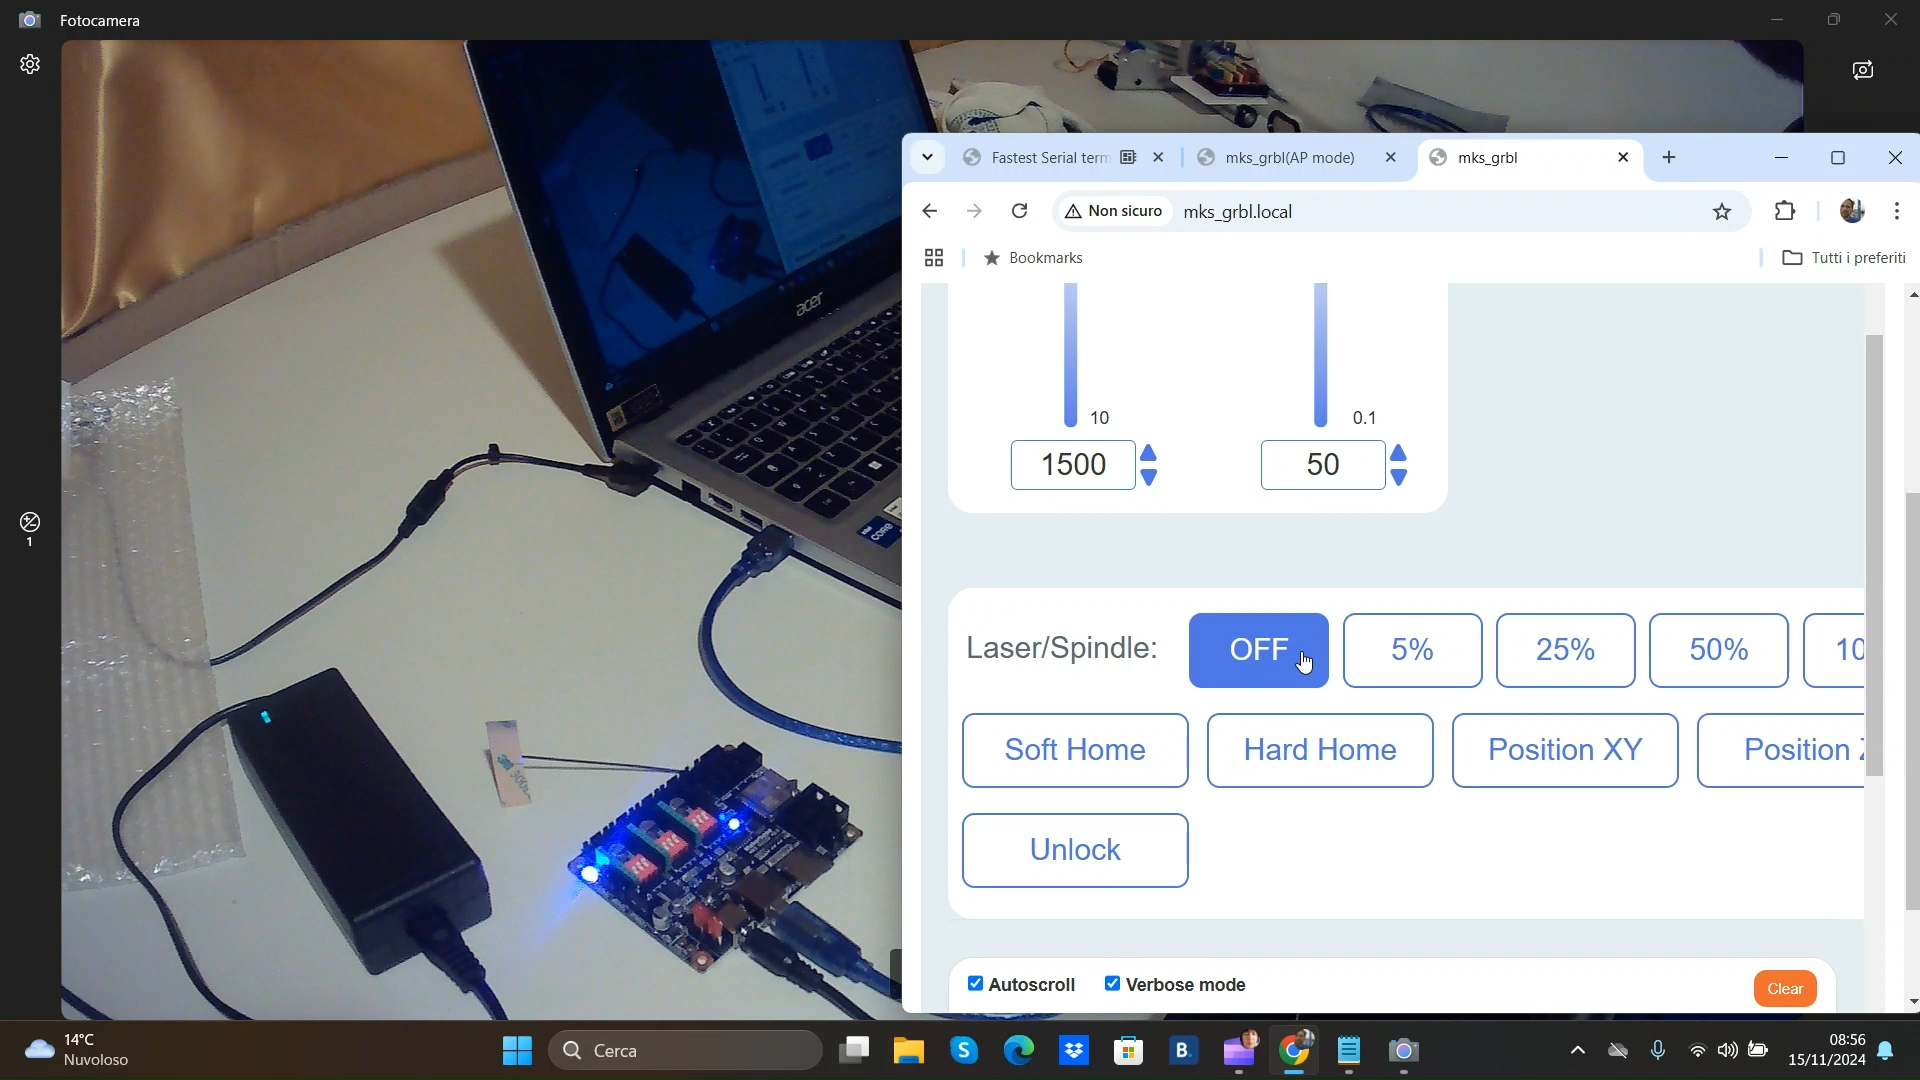 Fotocamera
Fastest Serial term
mks_grbl(AP mode)
mks_grbl
Non sicuro
mks_grbl.local
Bookmarks
Tutti i preferiti
10
0.1
1500
50
Laser/Spindle:
OFF
5%
25%
50%
10
Soft Home
Hard Home
Position XY
Position
Unlock
Autoscroll
Verbose mode
Clear
1
acer
CORE
14°C
Nuvoloso
Cerca
S
B.
08:56
15/11/2024